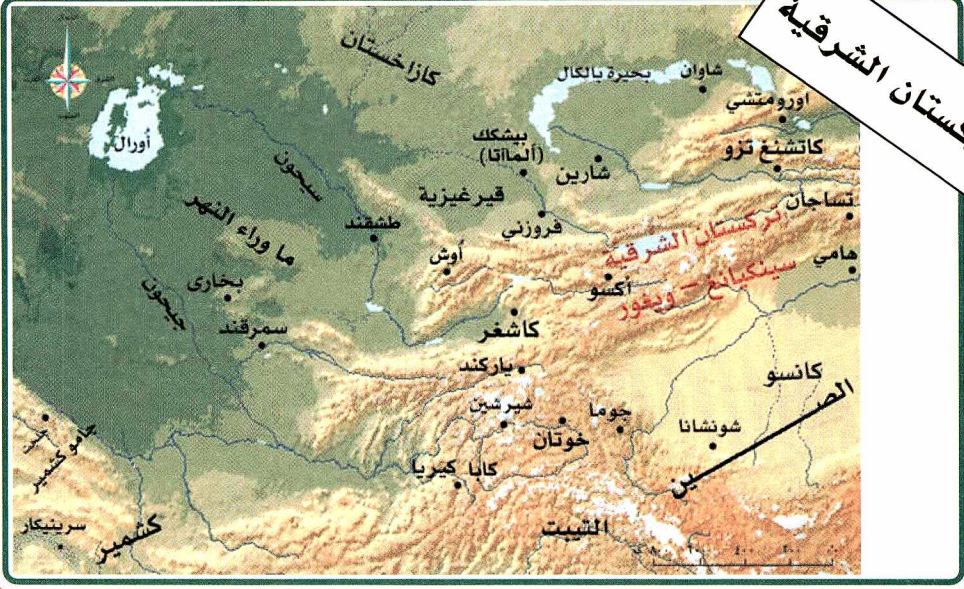 كستان الشرقية
كازاخستان
شاوان
بحيرة بالكال
اورومتشي
أورال
بيشكك
(ألماآتا)
كاتشنغ تزو
شارين
سيحون
قيرغيزية
تساجان
ما وراء النهر
طشقند
فروزني
تركستان الشرقية
أوش
هامي
سينكيانغ - ويغور
بخارى
جيحون
أكسو
سمرقند
كاشغر
ياركند
كانسو
الصين
شيرشين
جوما
خوتان
شونشانا
جامو كشمير
كابا
كيريا
سرينيكار
كشمير
التيبت